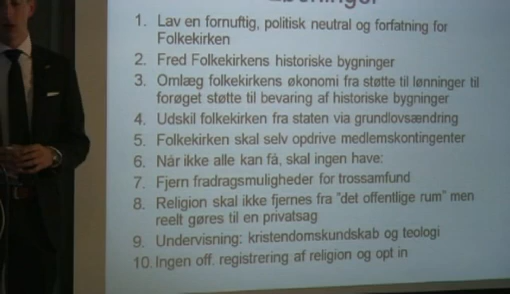 1. Lav en fornuftig, politisk neutral og forfatning for
Folkekirken
2. Fred Folkekirkens historiske bygninger
3. Omlæg folkekirkens økonomi fra støtte til lønninger til
forøget støtte til bevaring af historiske bygninger
4. Udskil folkekirken fra staten via grundlovsændring
5. Folkekirken skal selv opdrive medlemskontingenter
6. Når ikke alle kan få, skal ingen have:
7. Fjern fradragsmuligheder for trossamfund
8. Religion skal ikke fjernes fra "det offentlige rum" men
reelt gøres til en privatsag
9. Undervisning: kristendomskundskab og teologi
10. Ingen off. registrering af religion og opt in